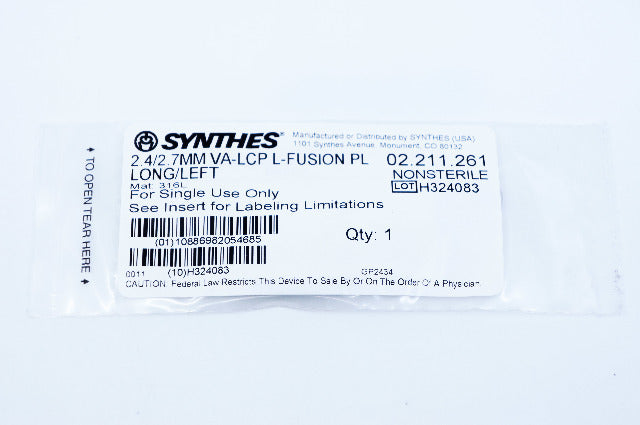 TO OPEN TEAR HERE
SYNTHES®
Manufactured or Distributed by SYNTHES (USA)
1101 Synthes Avenue, Monument, CO 80132
2.4/2.7MM VA-LCP L-FUSION PL
LONG/LEFT
02.211.261
NONSTERILE
LOT H324083
Mat: 316L
For Single Use Only
See Insert for Labeling Limitations
(01)10886982054685
Qty: 1
0011 (10)H324083
GP2434
CAUTION: Federal Law Restricts This Device To Sale By Or On The Order Of A Physician.